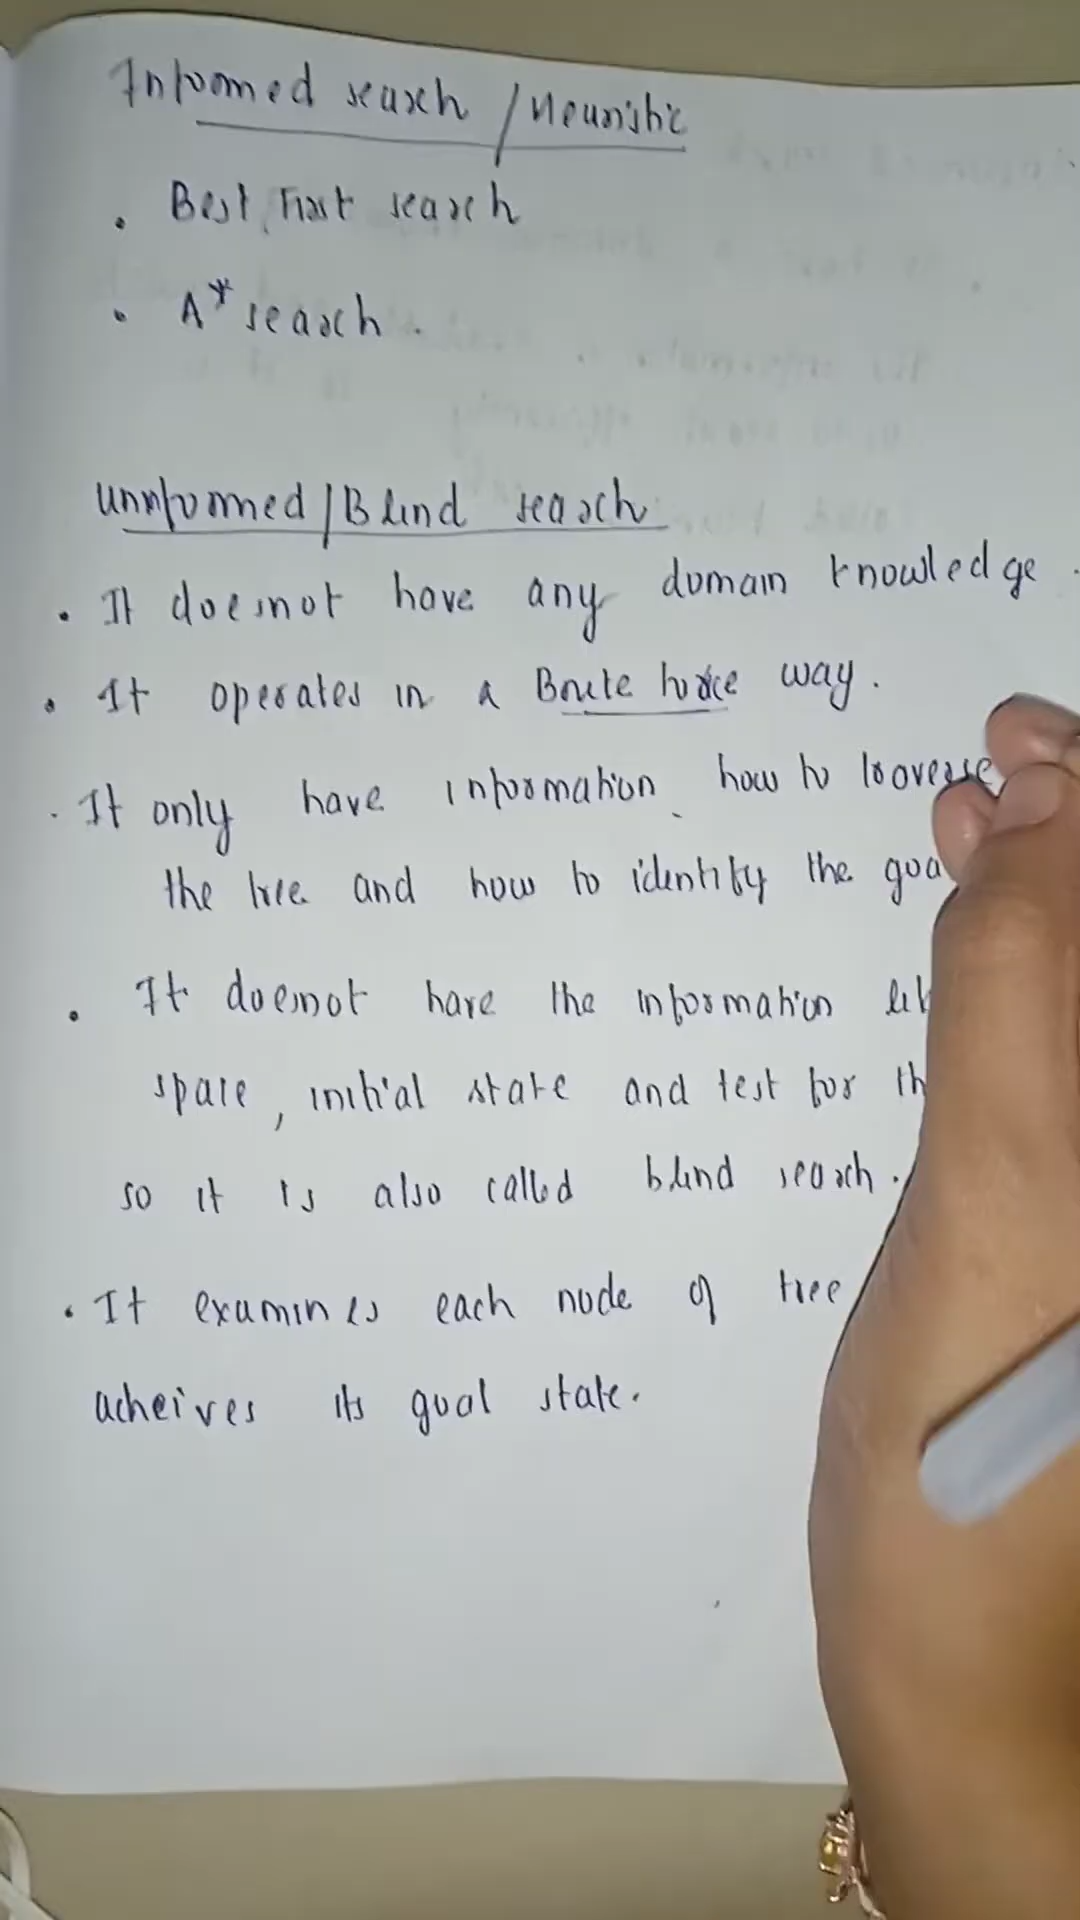 Informed search / Heuristic
. Best First search
. A* search.
Uninformed / Blind search
. It doesnot have any domain knowledge.
. It operates in a Brute force way.
. It only have information how to traverse
the tree and how to identify the goa
. It doesnot have the information lik
space, initial state and test for th
so it is also called blind search.
. It examines each node of tree
acheives its goal state.